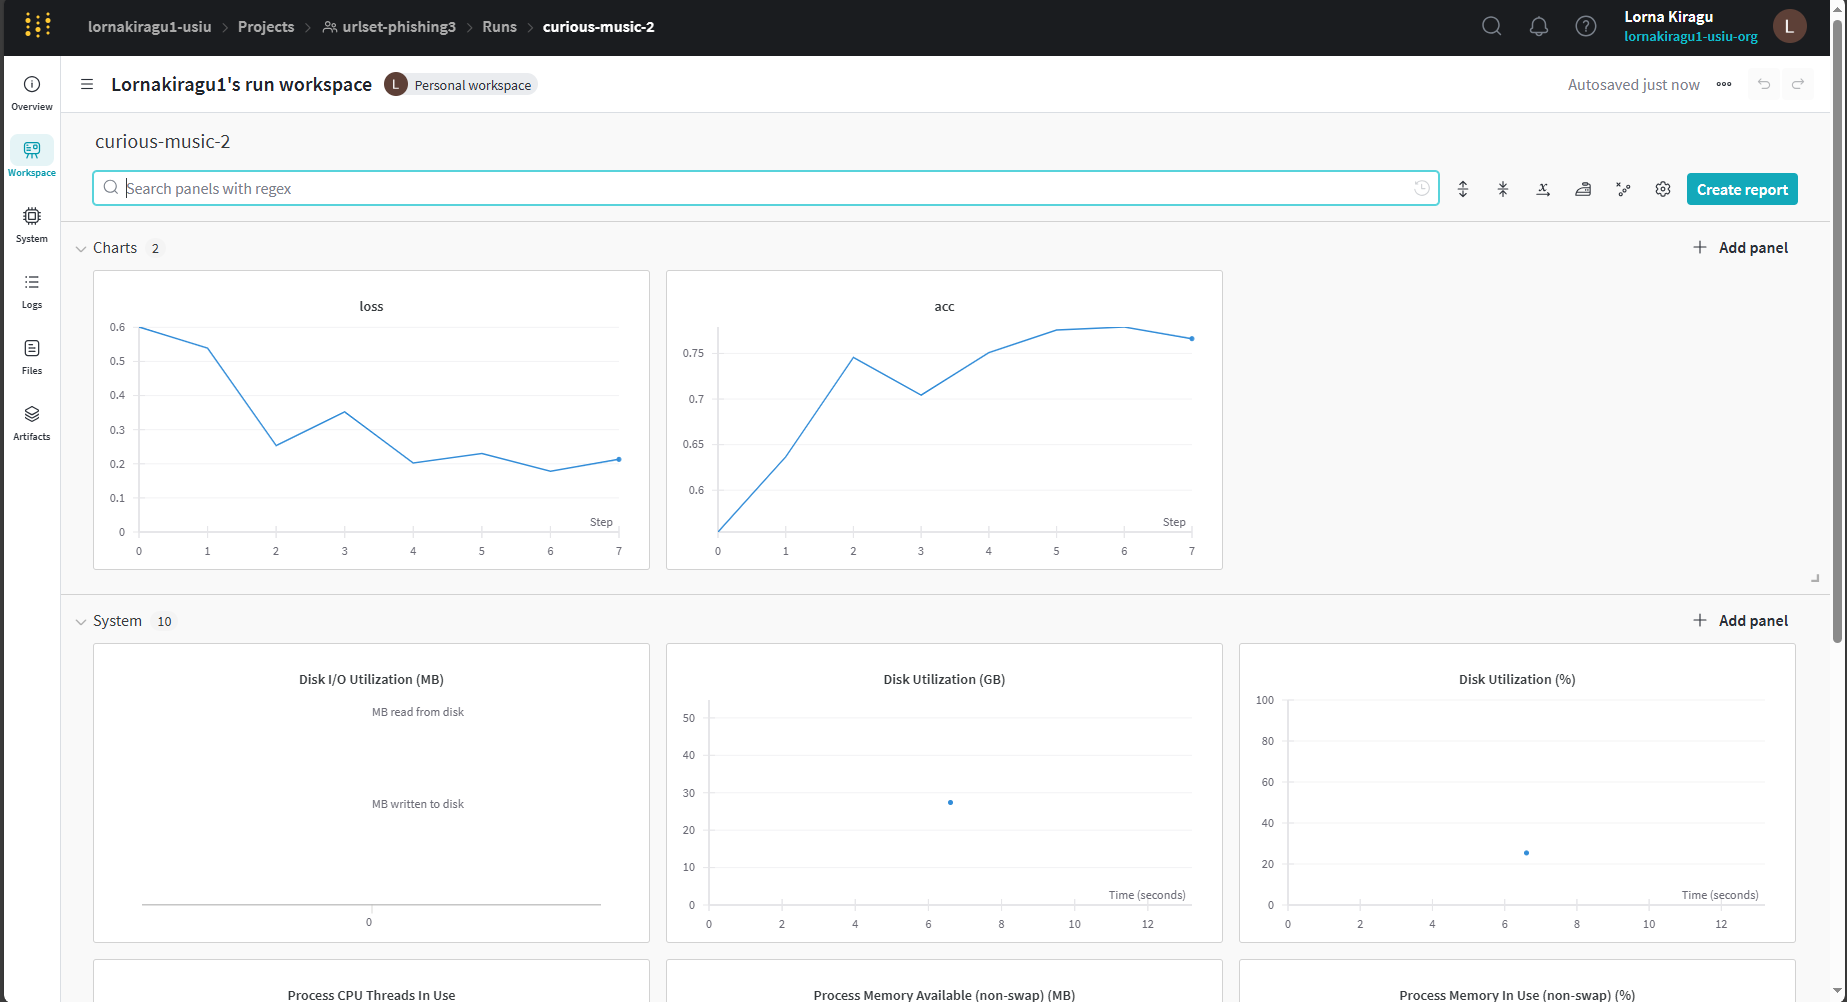 lornakiragu1-usiu > Projects > urlset-phishing3 > Runs > curious-music-2
Lorna Kiragu
lornakiragu1-usiu-org
L
Lornakiragu1's run workspace L Personal workspace
Autosaved just now
Overview
Workspace
System
Logs
Files
Artifacts
curious-music-2
Search panels with regex
Create report
Charts 2
Add panel
loss
0.6
0.5
0.4
0.3
0.2
0.1
0
Step
0 1 2 3 4 5 6 7
acc
0.75
0.7
0.65
0.6
Step
0 1 2 3 4 5 6 7
System 10
Add panel
Disk I/O Utilization (MB)
MB read from disk
MB written to disk
0
Disk Utilization (GB)
50
40
30
20
10
0
Time (seconds)
0 2 4 6 8 10 12
Disk Utilization (%)
100
80
60
40
20
0
Time (seconds)
0 2 4 6 8 10 12
Process CPU Threads In Use
Process Memory Available (non-swap) (MB)
Process Memory In Use (non-swap) (%)